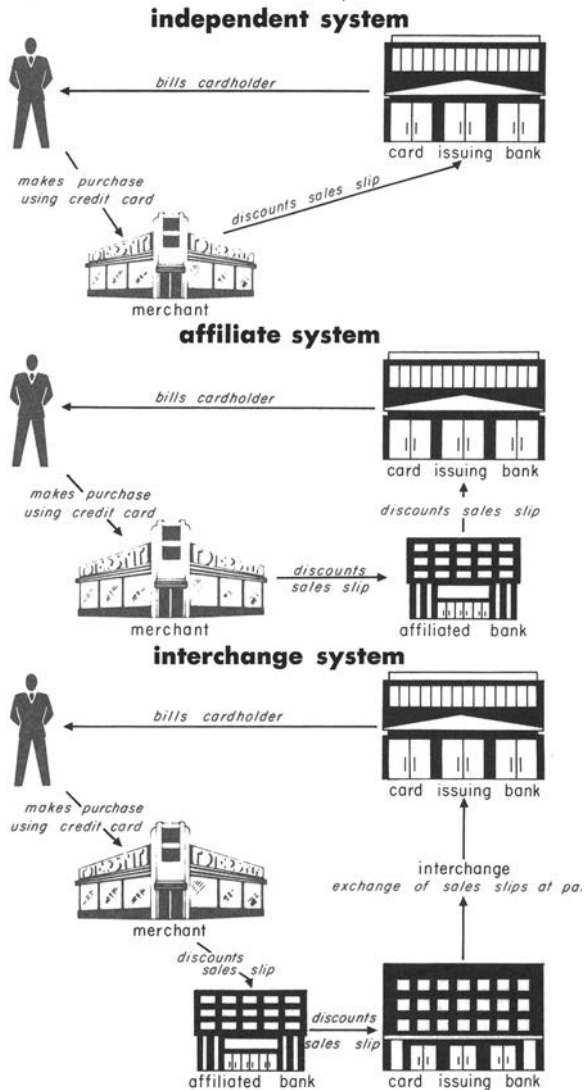 independent system
bills cardholder
card issuing bank
makes purchase
using credit card
discounts sales slip
merchant
affiliate system
bills cardholder
card issuing bank
makes purchase
using credit card
discounts sales slip
discounts
sales slip
merchant
affiliated bank
interchange system
bills cardholder
card issuing bank
makes purchase
using credit card
interchange
exchange of sales slips at pa
merchant
discounts
sales slip
discounts
sales slip
affiliated bank
card issuing bank